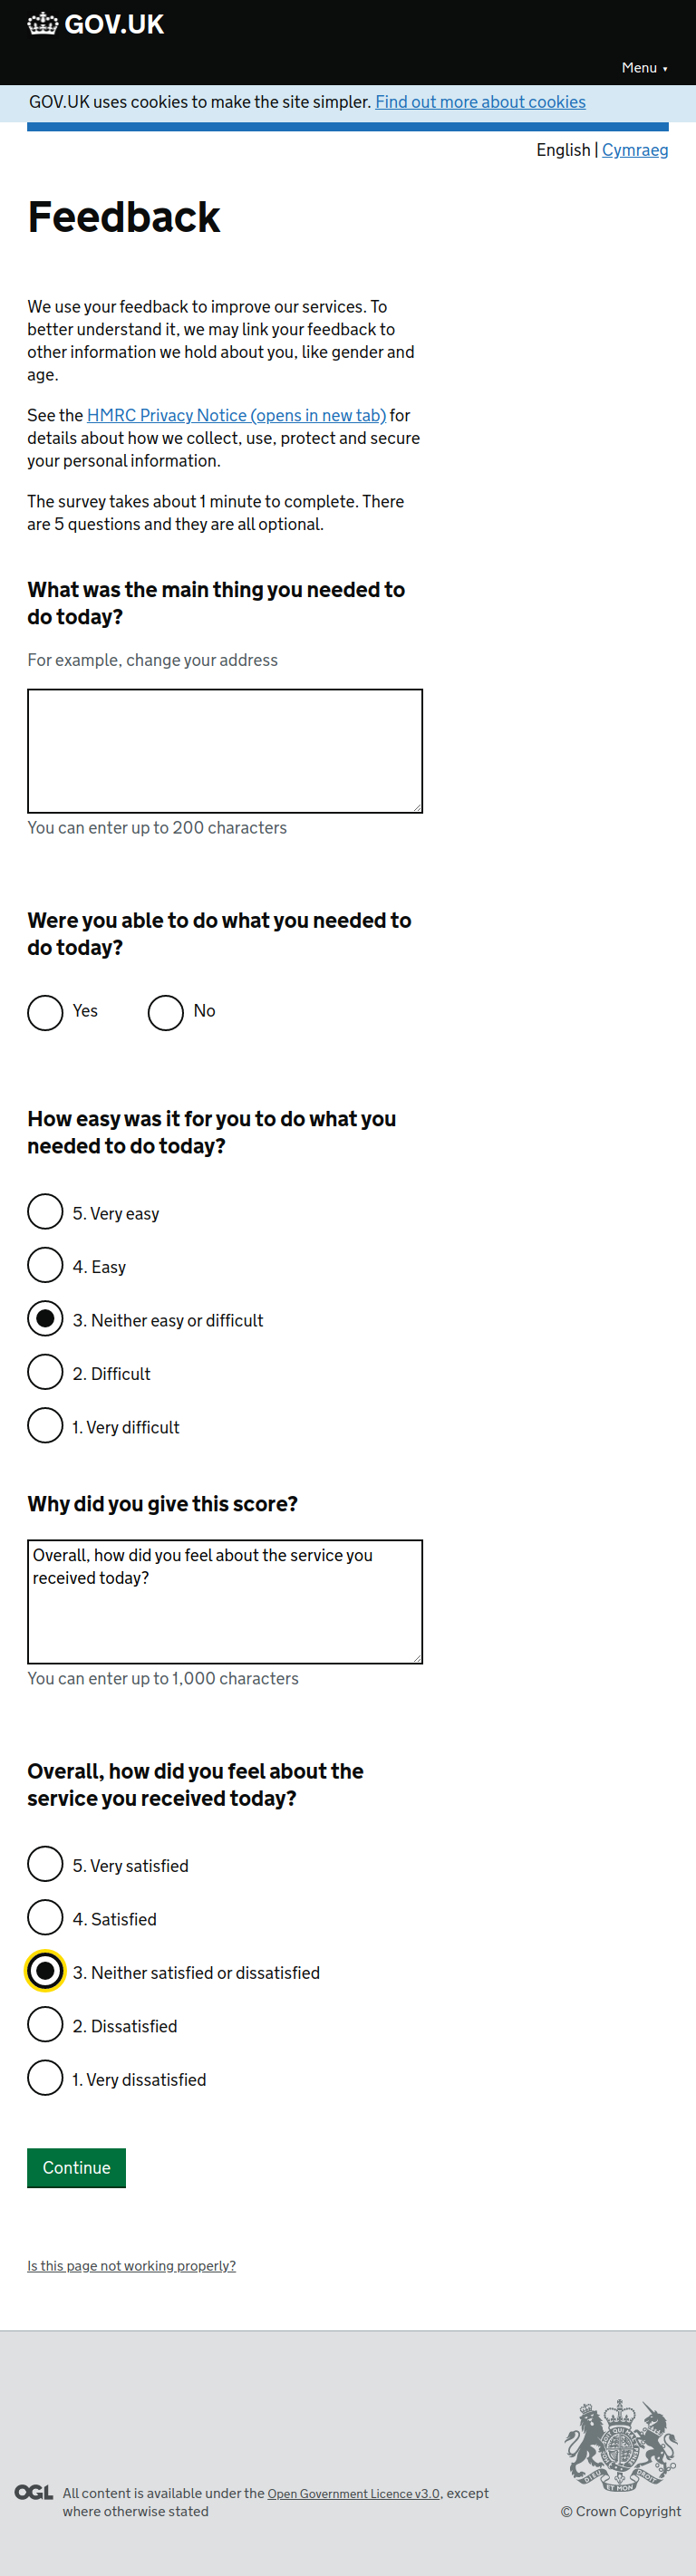 GOV.UK
Menu ▾
GOV.UK uses cookies to make the site simpler. Find out more about cookies
English | Cymraeg
Feedback
We use your feedback to improve our services. To
better understand it, we may link your feedback to
other information we hold about you, like gender and
age.
See the HMRC Privacy Notice (opens in new tab) for
details about how we collect, use, protect and secure
your personal information.
The survey takes about 1 minute to complete. There
are 5 questions and they are all optional.
What was the main thing you needed to
do today?
For example, change your address
You can enter up to 200 characters
Were you able to do what you needed to
do today?
Yes No
How easy was it for you to do what you
needed to do today?
5. Very easy
4. Easy
3. Neither easy or difficult
2. Difficult
1. Very difficult
Why did you give this score?
Overall, how did you feel about the service you
received today?
You can enter up to 1,000 characters
Overall, how did you feel about the
service you received today?
5. Very satisfied
4. Satisfied
3. Neither satisfied or dissatisfied
2. Dissatisfied
1. Very dissatisfied
Continue
Is this page not working properly?
OGL All content is available under the Open Government Licence v3.0, except
where otherwise stated
© Crown Copyright